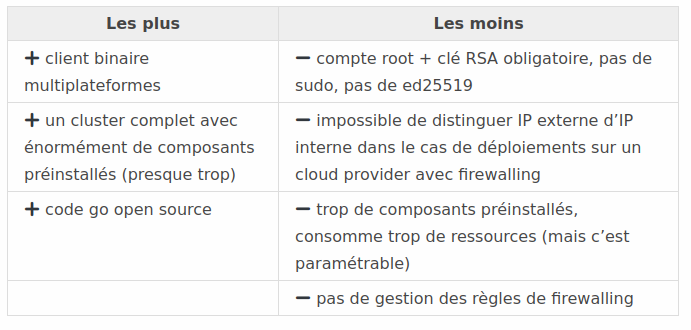 Les plus
Les moins
+ client binaire
multiplateformes
− compte root + clé RSA obligatoire, pas de
sudo, pas de ed25519
+ un cluster complet avec
énormément de composants
préinstallés (presque trop)
− impossible de distinguer IP externe d’IP
interne dans le cas de déploiements sur un
cloud provider avec firewalling
+ code go open source
− trop de composants préinstallés,
consomme trop de ressources (mais c’est
paramétrable)
− pas de gestion des règles de firewalling